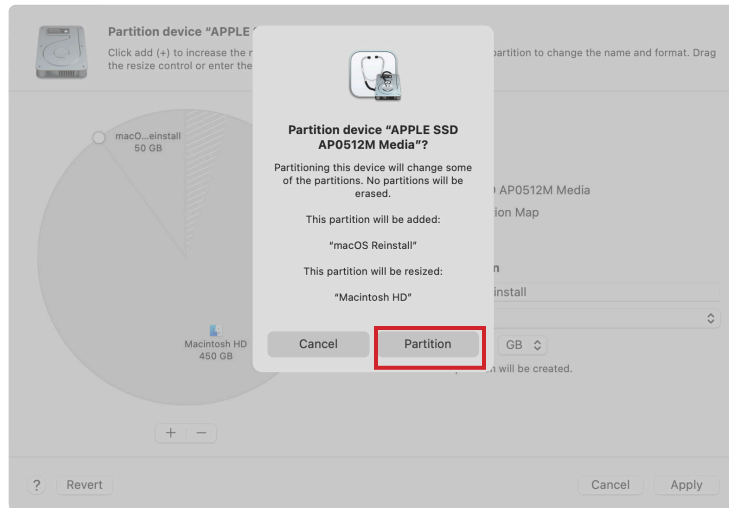 Partition device “APPLE
Click add (+) to increase the
partition to change the name and format. Drag
the resize control or enter the
macO...einstall
50 GB
Macintosh HD
450 GB
Partition device “APPLE SSD
AP0512M Media”?
Partitioning this device will change some
of the partitions. No partitions will be
erased.
This partition will be added:
“macOS Reinstall”
This partition will be resized:
“Macintosh HD”
Cancel
Partition
AP0512M Media
ion Map
install
GB
will be created.
+
−
?
Revert
Cancel
Apply